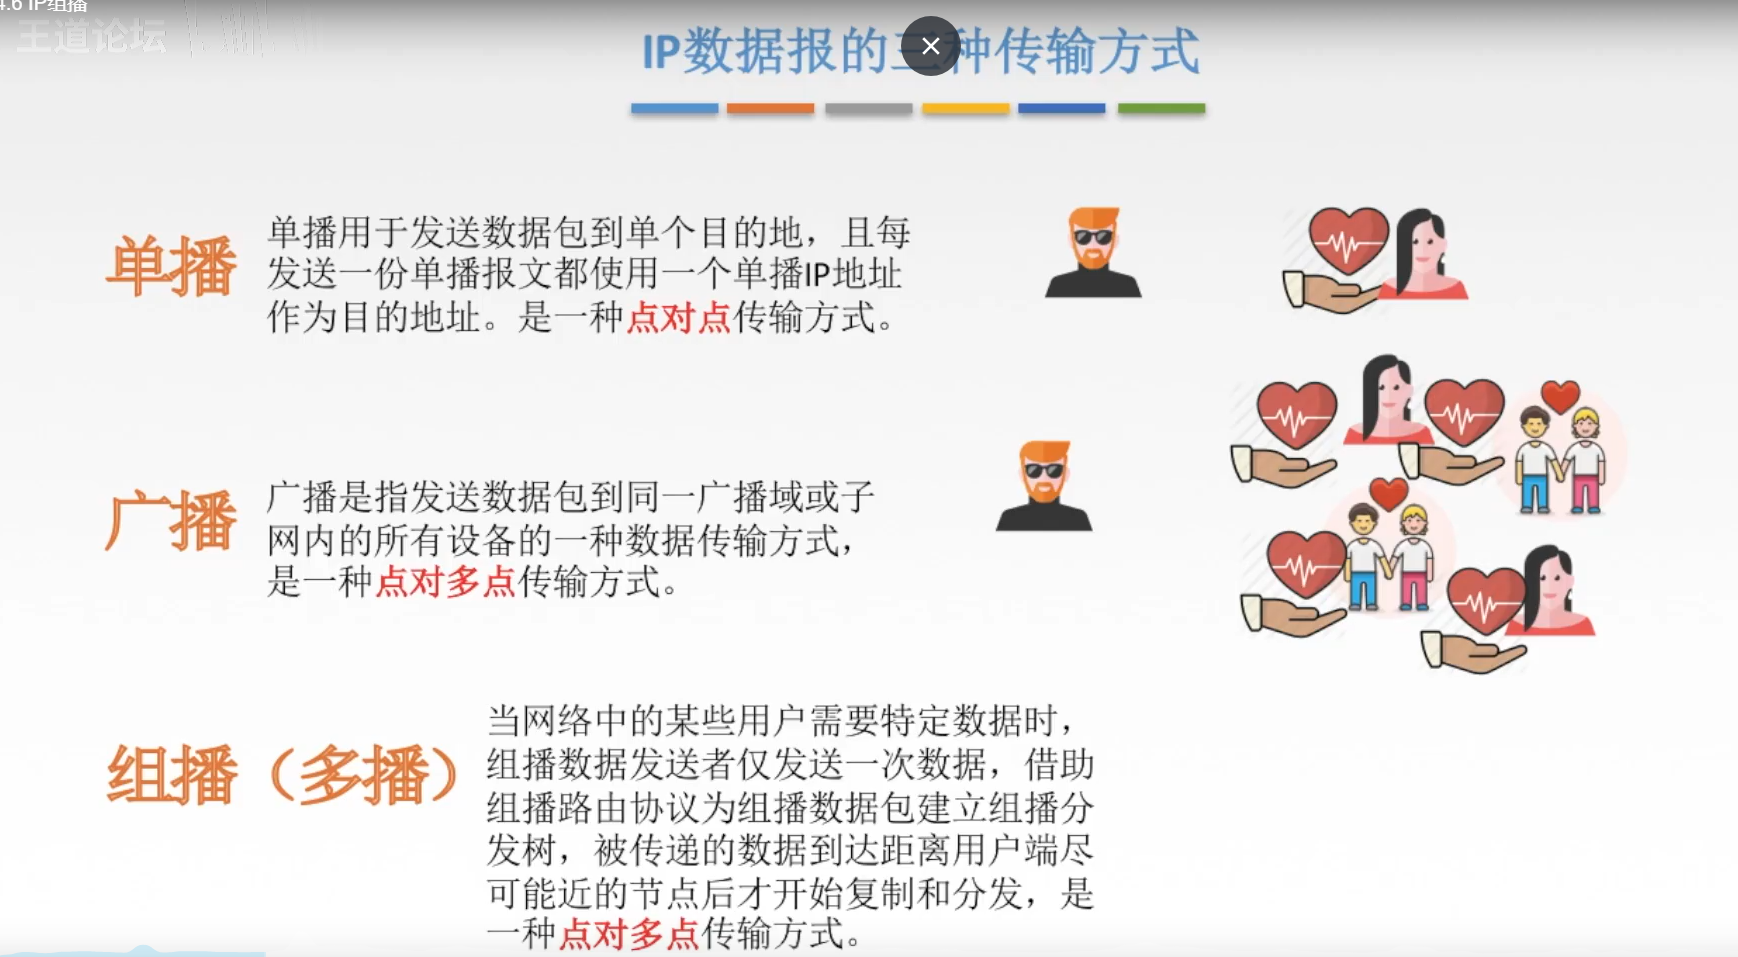 4.6 IP组播
王道论坛
IP数据报的三种传输方式
单播
单播用于发送数据包到单个目的地，且每
发送一份单播报文都使用一个单播IP地址
作为目的地址。是一种点对点传输方式。
广播
广播是指发送数据包到同一广播域或子
网内的所有设备的一种数据传输方式，
是一种点对多点传输方式。
组播（多播）
当网络中的某些用户需要特定数据时，
组播数据发送者仅发送一次数据，借助
组播路由协议为组播数据包建立组播分
发树，被传递的数据到达距离用户端尽
可能近的节点后才开始复制和分发，是
一种点对多点传输方式。